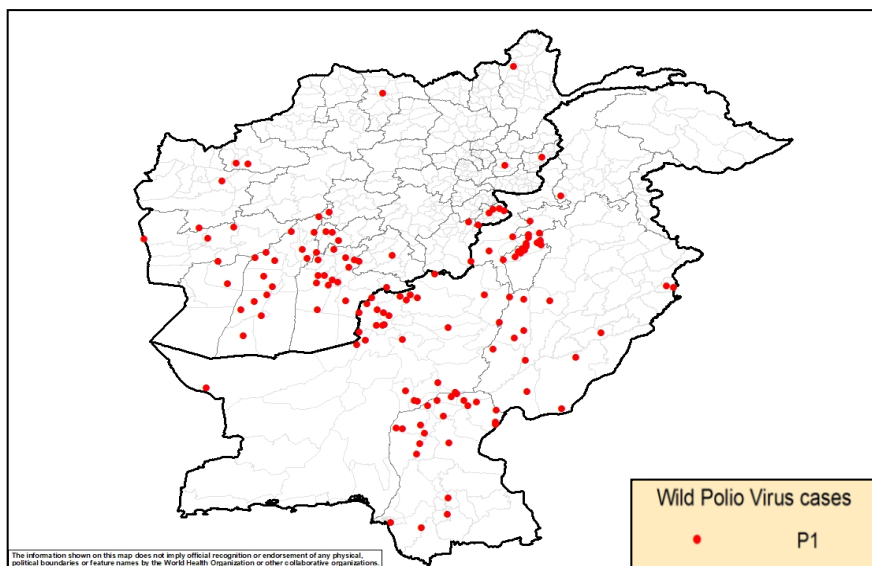 Wild Polio Virus cases
P1
The information shown on this map does not imply official recognition or endorsement of any physical,
political boundaries or feature names by the World Health Organization or other collaborative organizations.